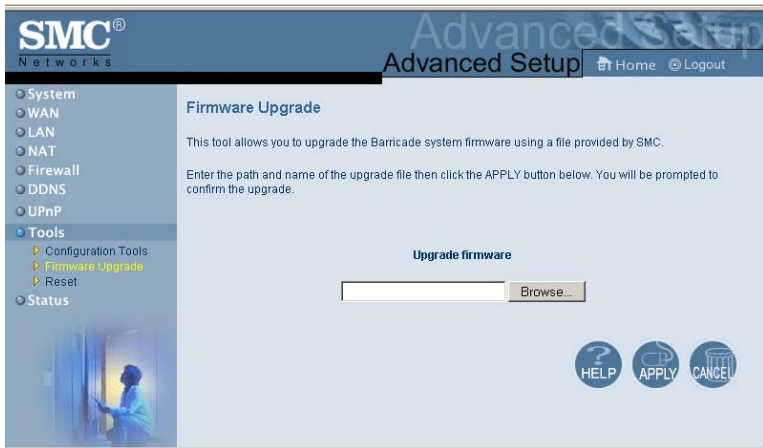 SMC®
Networks
Advanced Setup
Advanced Setup
Home
Logout
System
WAN
LAN
NAT
Firewall
DDNS
UPnP
Tools
Configuration Tools
Firmware Upgrade
Reset
Status
Firmware Upgrade
This tool allows you to upgrade the Barricade system firmware using a file provided by SMC.
Enter the path and name of the upgrade file then click the APPLY button below. You will be prompted to
confirm the upgrade.
Upgrade firmware
Browse...
HELP
APPLY
CANCEL